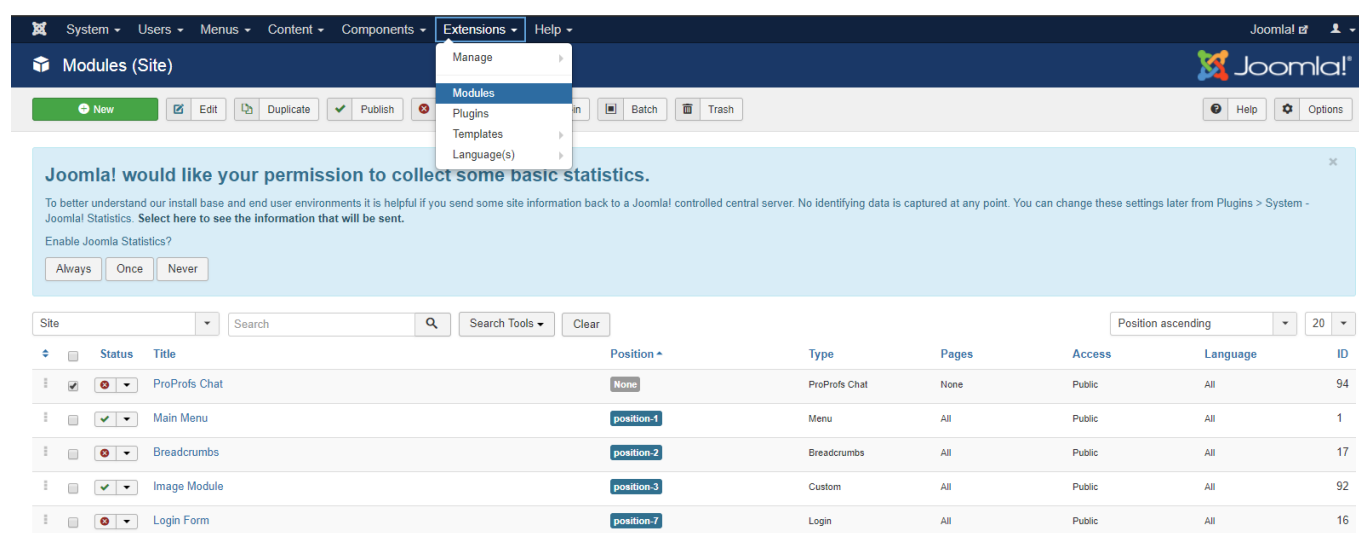 System Users Menus Content Components Extensions Help Joomla!
Modules (Site) Joomla!
Manage
Modules
Plugins
Templates
Language(s)
New Edit Duplicate Publish in Batch Trash Help Options
Joomla! would like your permission to collect some basic statistics.
To better understand our install base and end user environments it is helpful if you send some site information back to a Joomla! controlled central server. No identifying data is captured at any point. You can change these settings later from Plugins > System -
Joomla! Statistics. Select here to see the information that will be sent.
Enable Joomla Statistics?
Always Once Never
Site Search Search Tools Clear Position ascending 20
Status Title Position Type Pages Access Language ID
ProProfs Chat None ProProfs Chat None Public All 94
Main Menu position-1 Menu All Public All 1
Breadcrumbs position-2 Breadcrumbs All Public All 17
Image Module position-3 Custom All Public All 92
Login Form position-7 Login All Public All 16